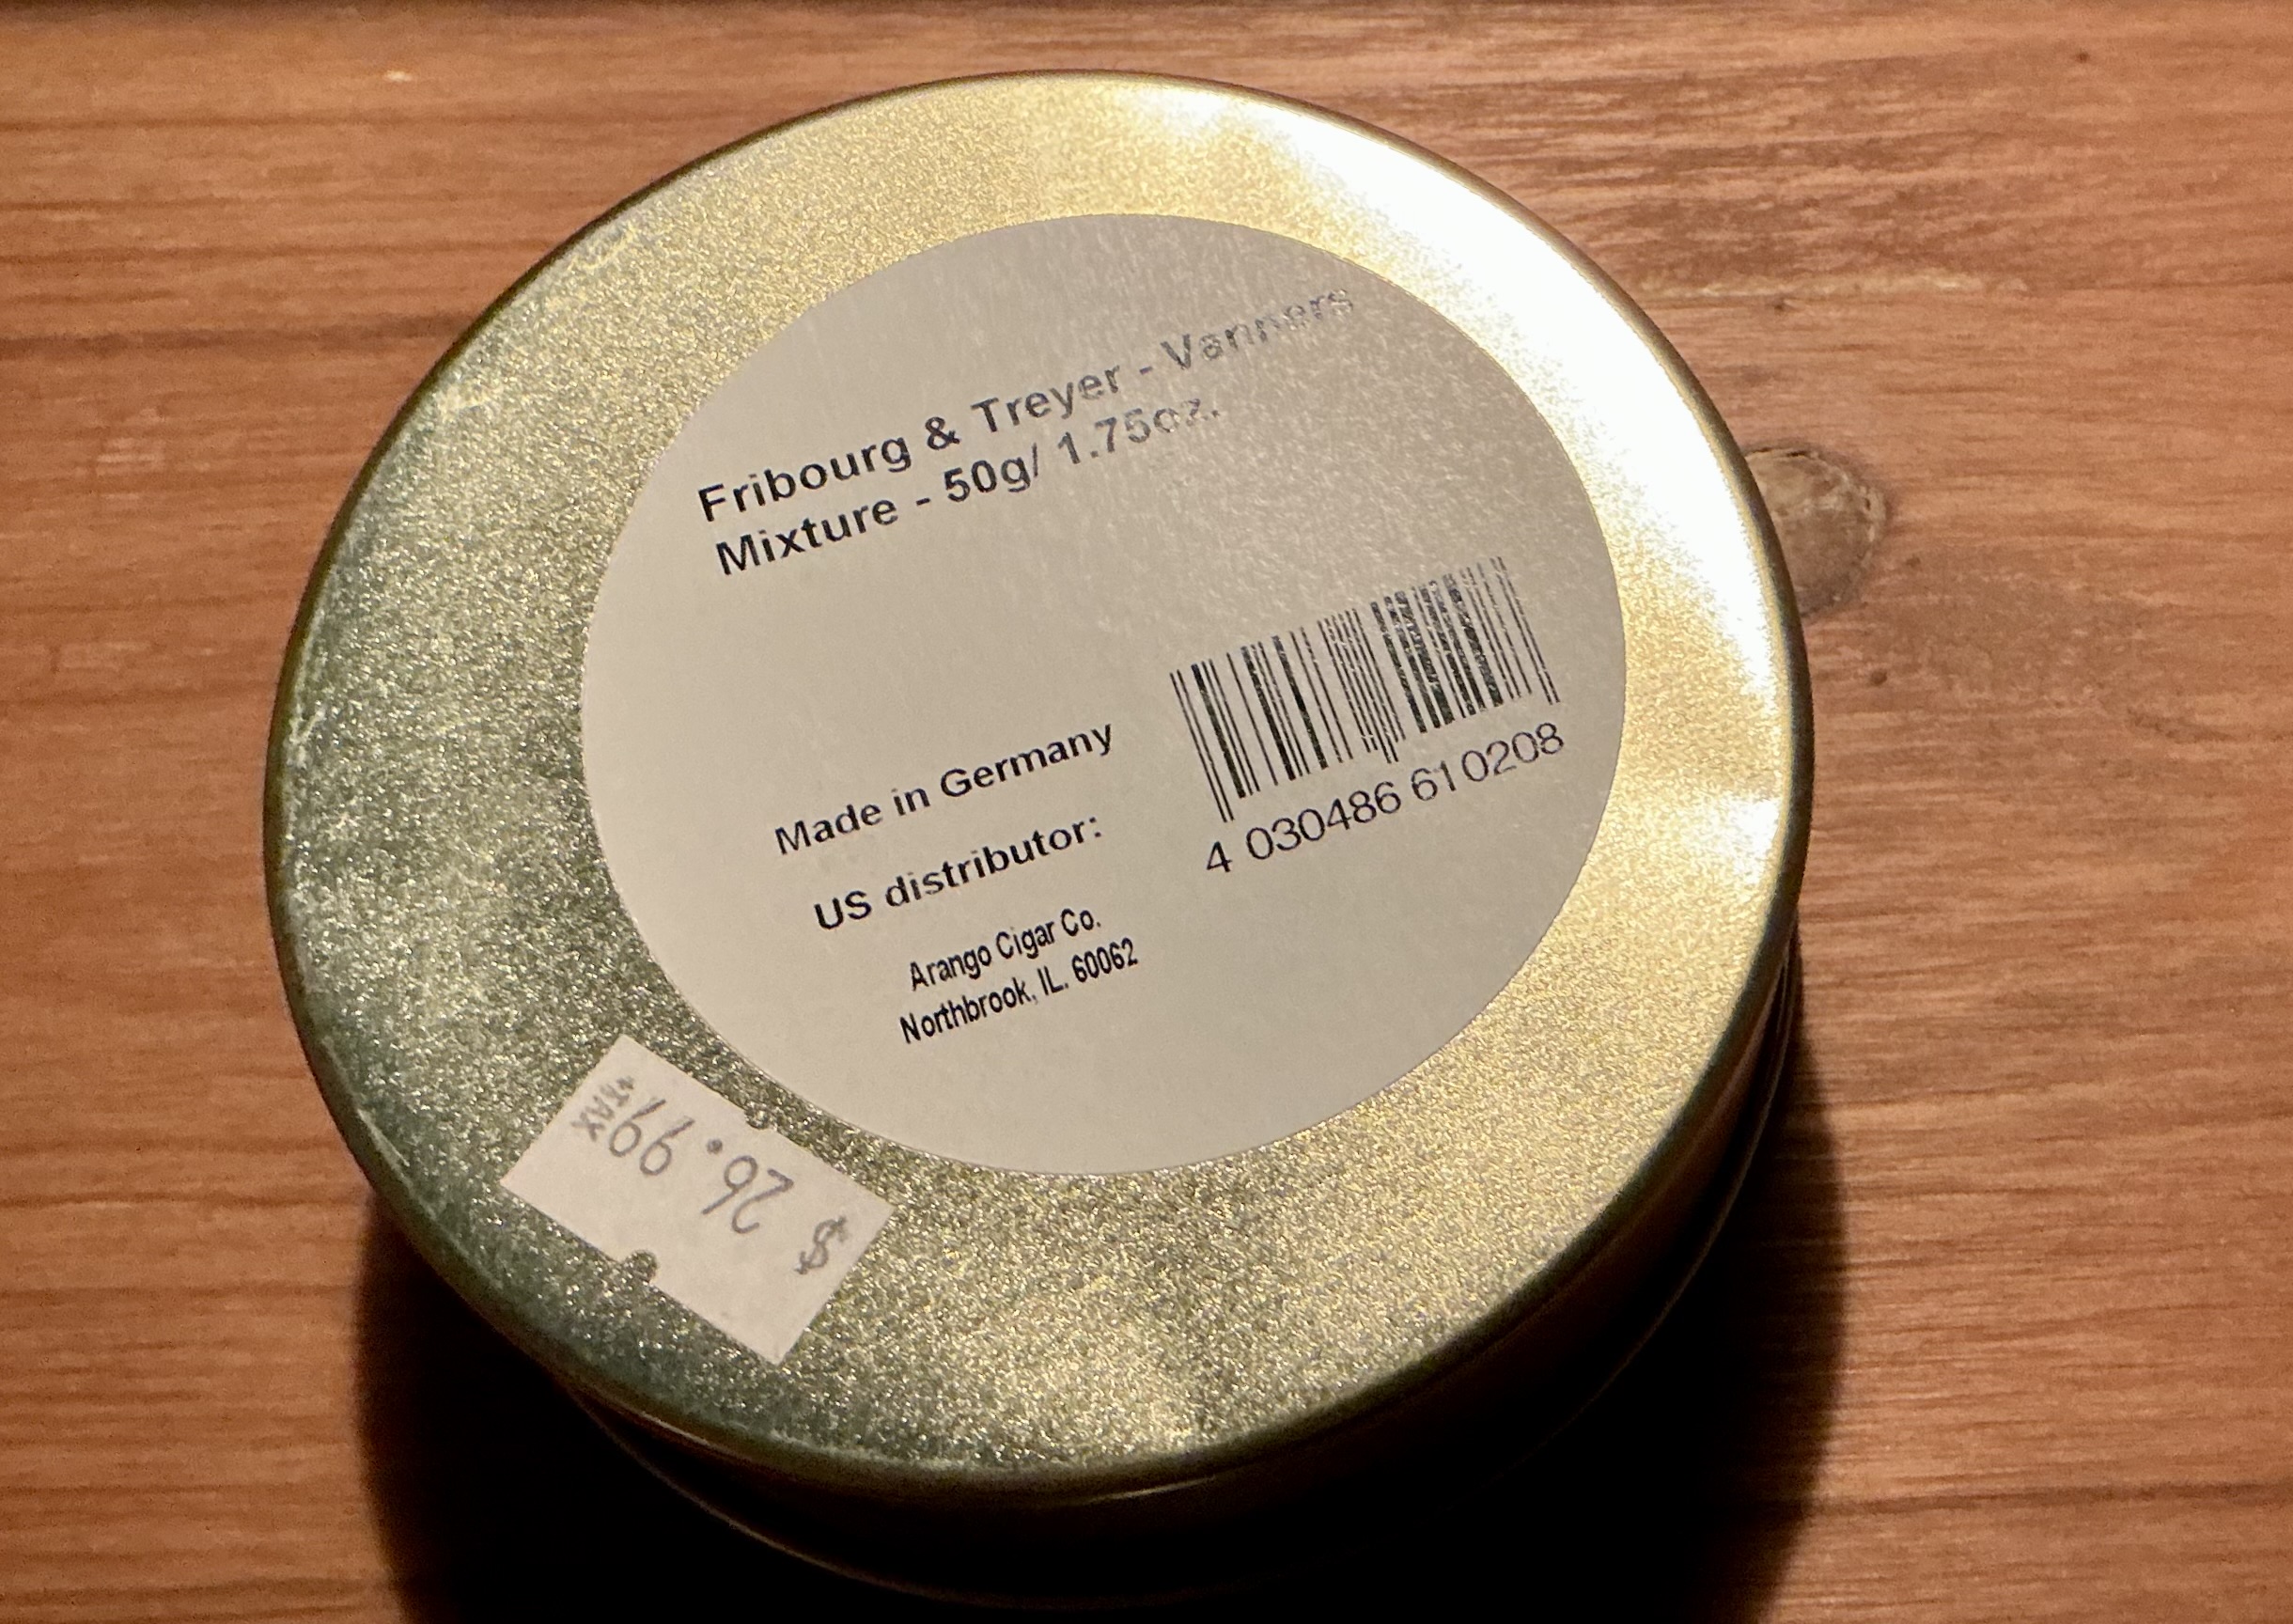 Fribourg & Treyer - Vanners
Mixture - 50g/ 1.75oz.
Made in Germany
US distributor:
Arango Cigar Co.
Northbrook, IL. 60062
4 030486 610208
$ 26.99
+TAX